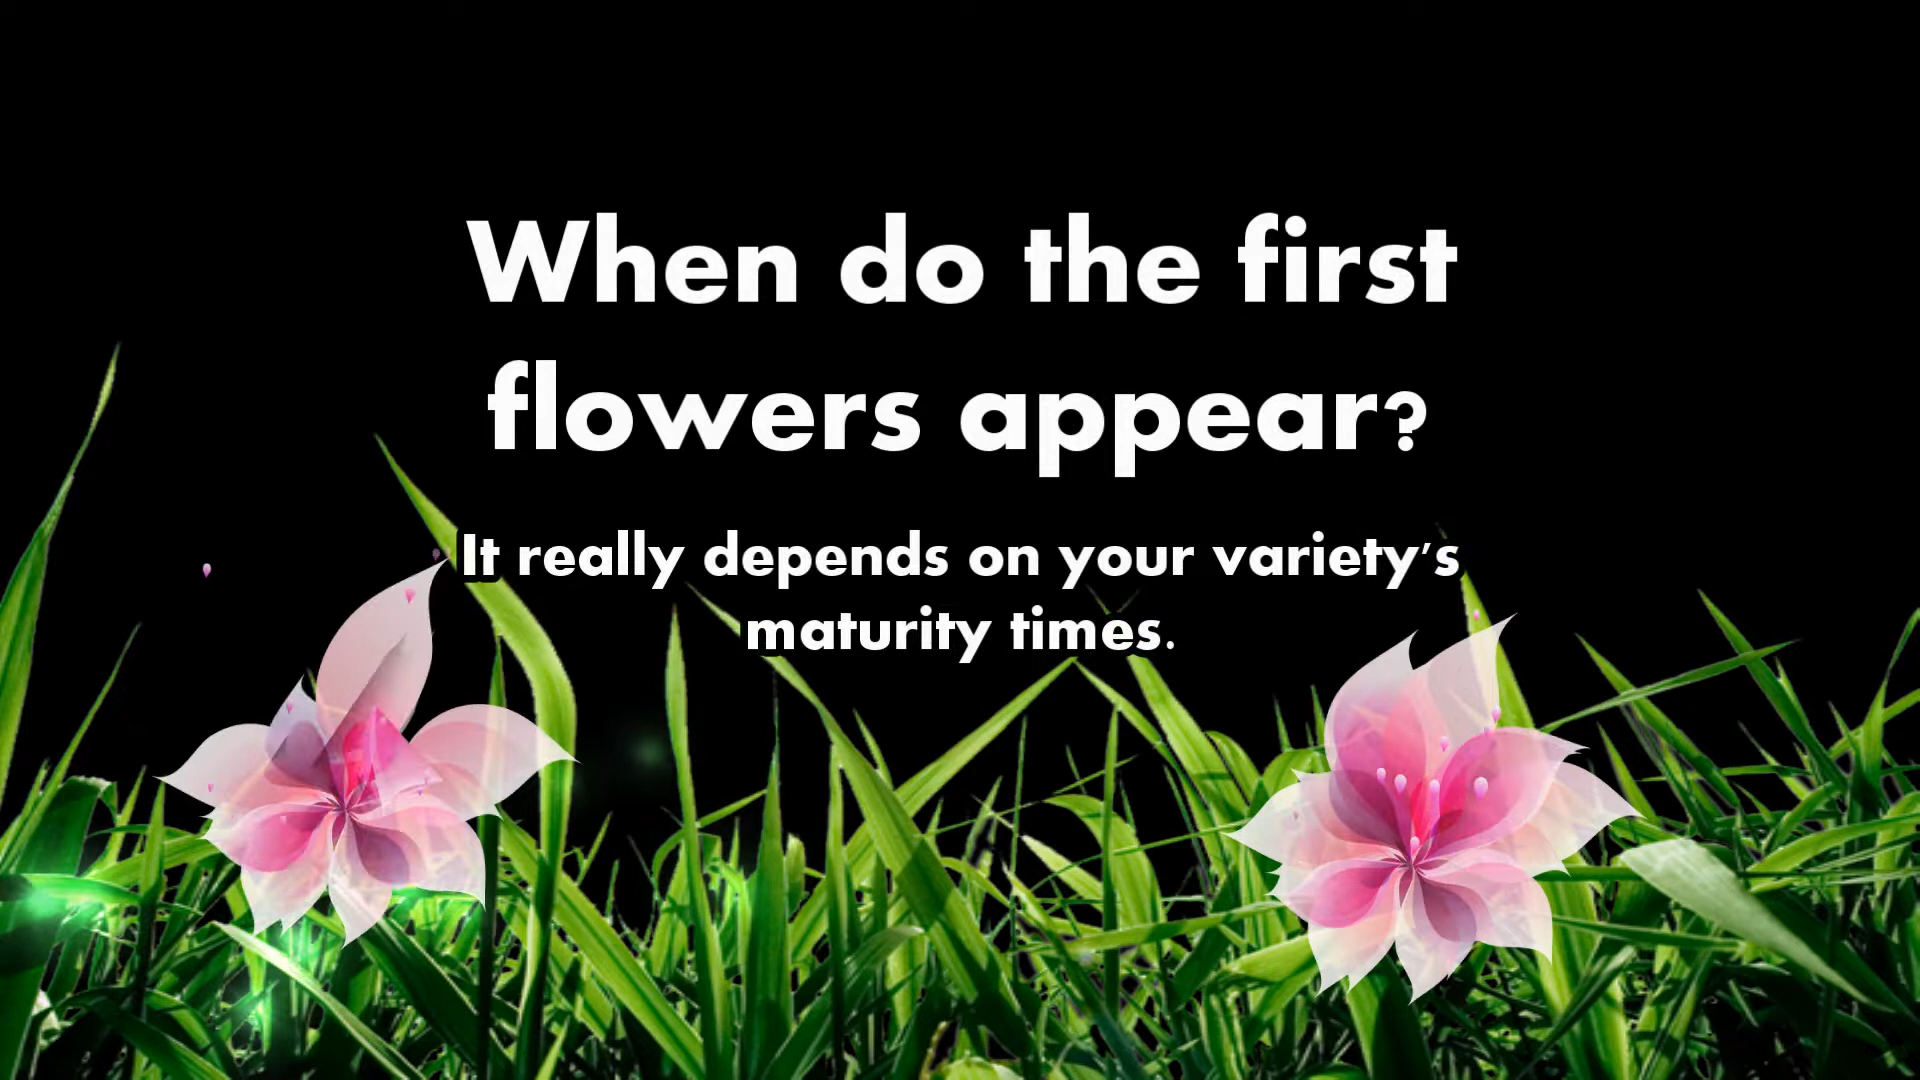 When do the first
flowers appear?
It really depends on your variety's
maturity times.